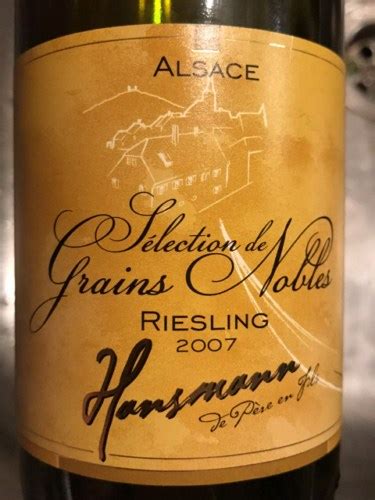 ALSACE
Sélection de
Grains Nobles
RIESLING
2007
Hansmann
de Père en fils